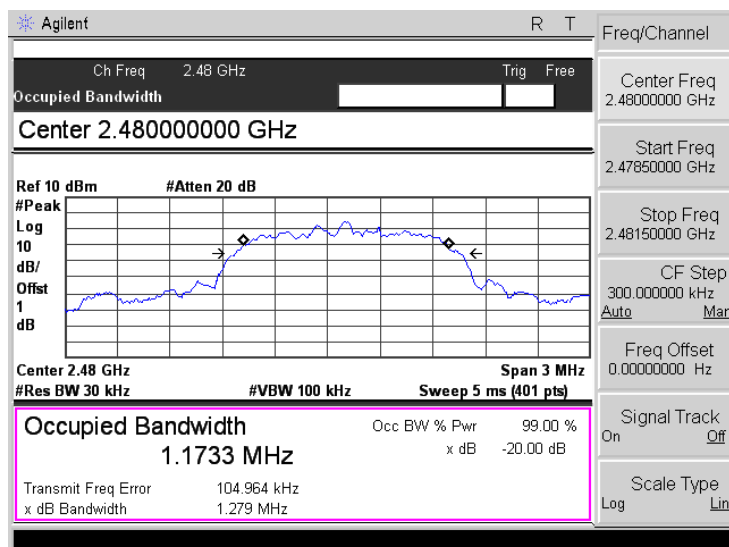 Agilent R T
Ch Freq 2.48 GHz Trig Free
Occupied Bandwidth
Center 2.480000000 GHz
Ref 10 dBm #Atten 20 dB
#Peak
Log
10
dB/
Offst
1
dB
Center 2.48 GHz Span 3 MHz
#Res BW 30 kHz #VBW 100 kHz Sweep 5 ms (401 pts)
Occupied Bandwidth Occ BW % Pwr 99.00 %
1.1733 MHz x dB -20.00 dB
Transmit Freq Error 104.964 kHz
x dB Bandwidth 1.279 MHz
Freq/Channel
Center Freq
2.48000000 GHz
Start Freq
2.47850000 GHz
Stop Freq
2.48150000 GHz
CF Step
300.000000 kHz
Auto Man
Freq Offset
0.00000000 Hz
Signal Track
On Off
Scale Type
Log Lin